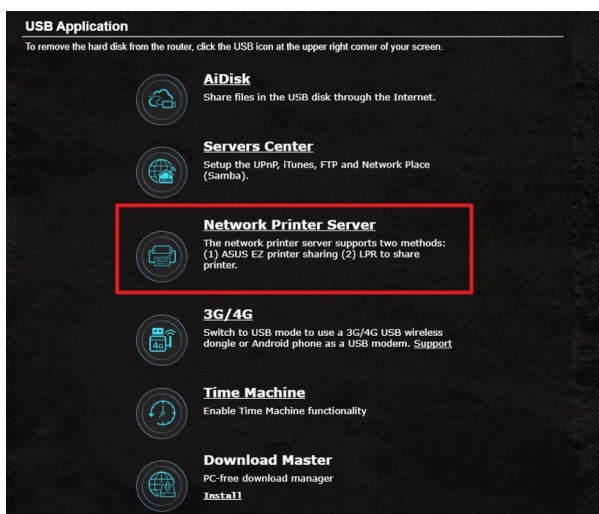 USB Application
To remove the hard disk from the router, click the USB icon at the upper right corner of your screen.
AiDisk
Share files in the USB disk through the Internet.
Servers Center
Setup the UPnP, iTunes, FTP and Network Place
(Samba).
Network Printer Server
The network printer server supports two methods:
(1) ASUS EZ printer sharing (2) LPR to share
printer.
3G/4G
4G
Switch to USB mode to use a 3G/4G USB wireless
dongle or Android phone as a USB modem. Support
Time Machine
Enable Time Machine functionality
Download Master
PC-free download manager
Install